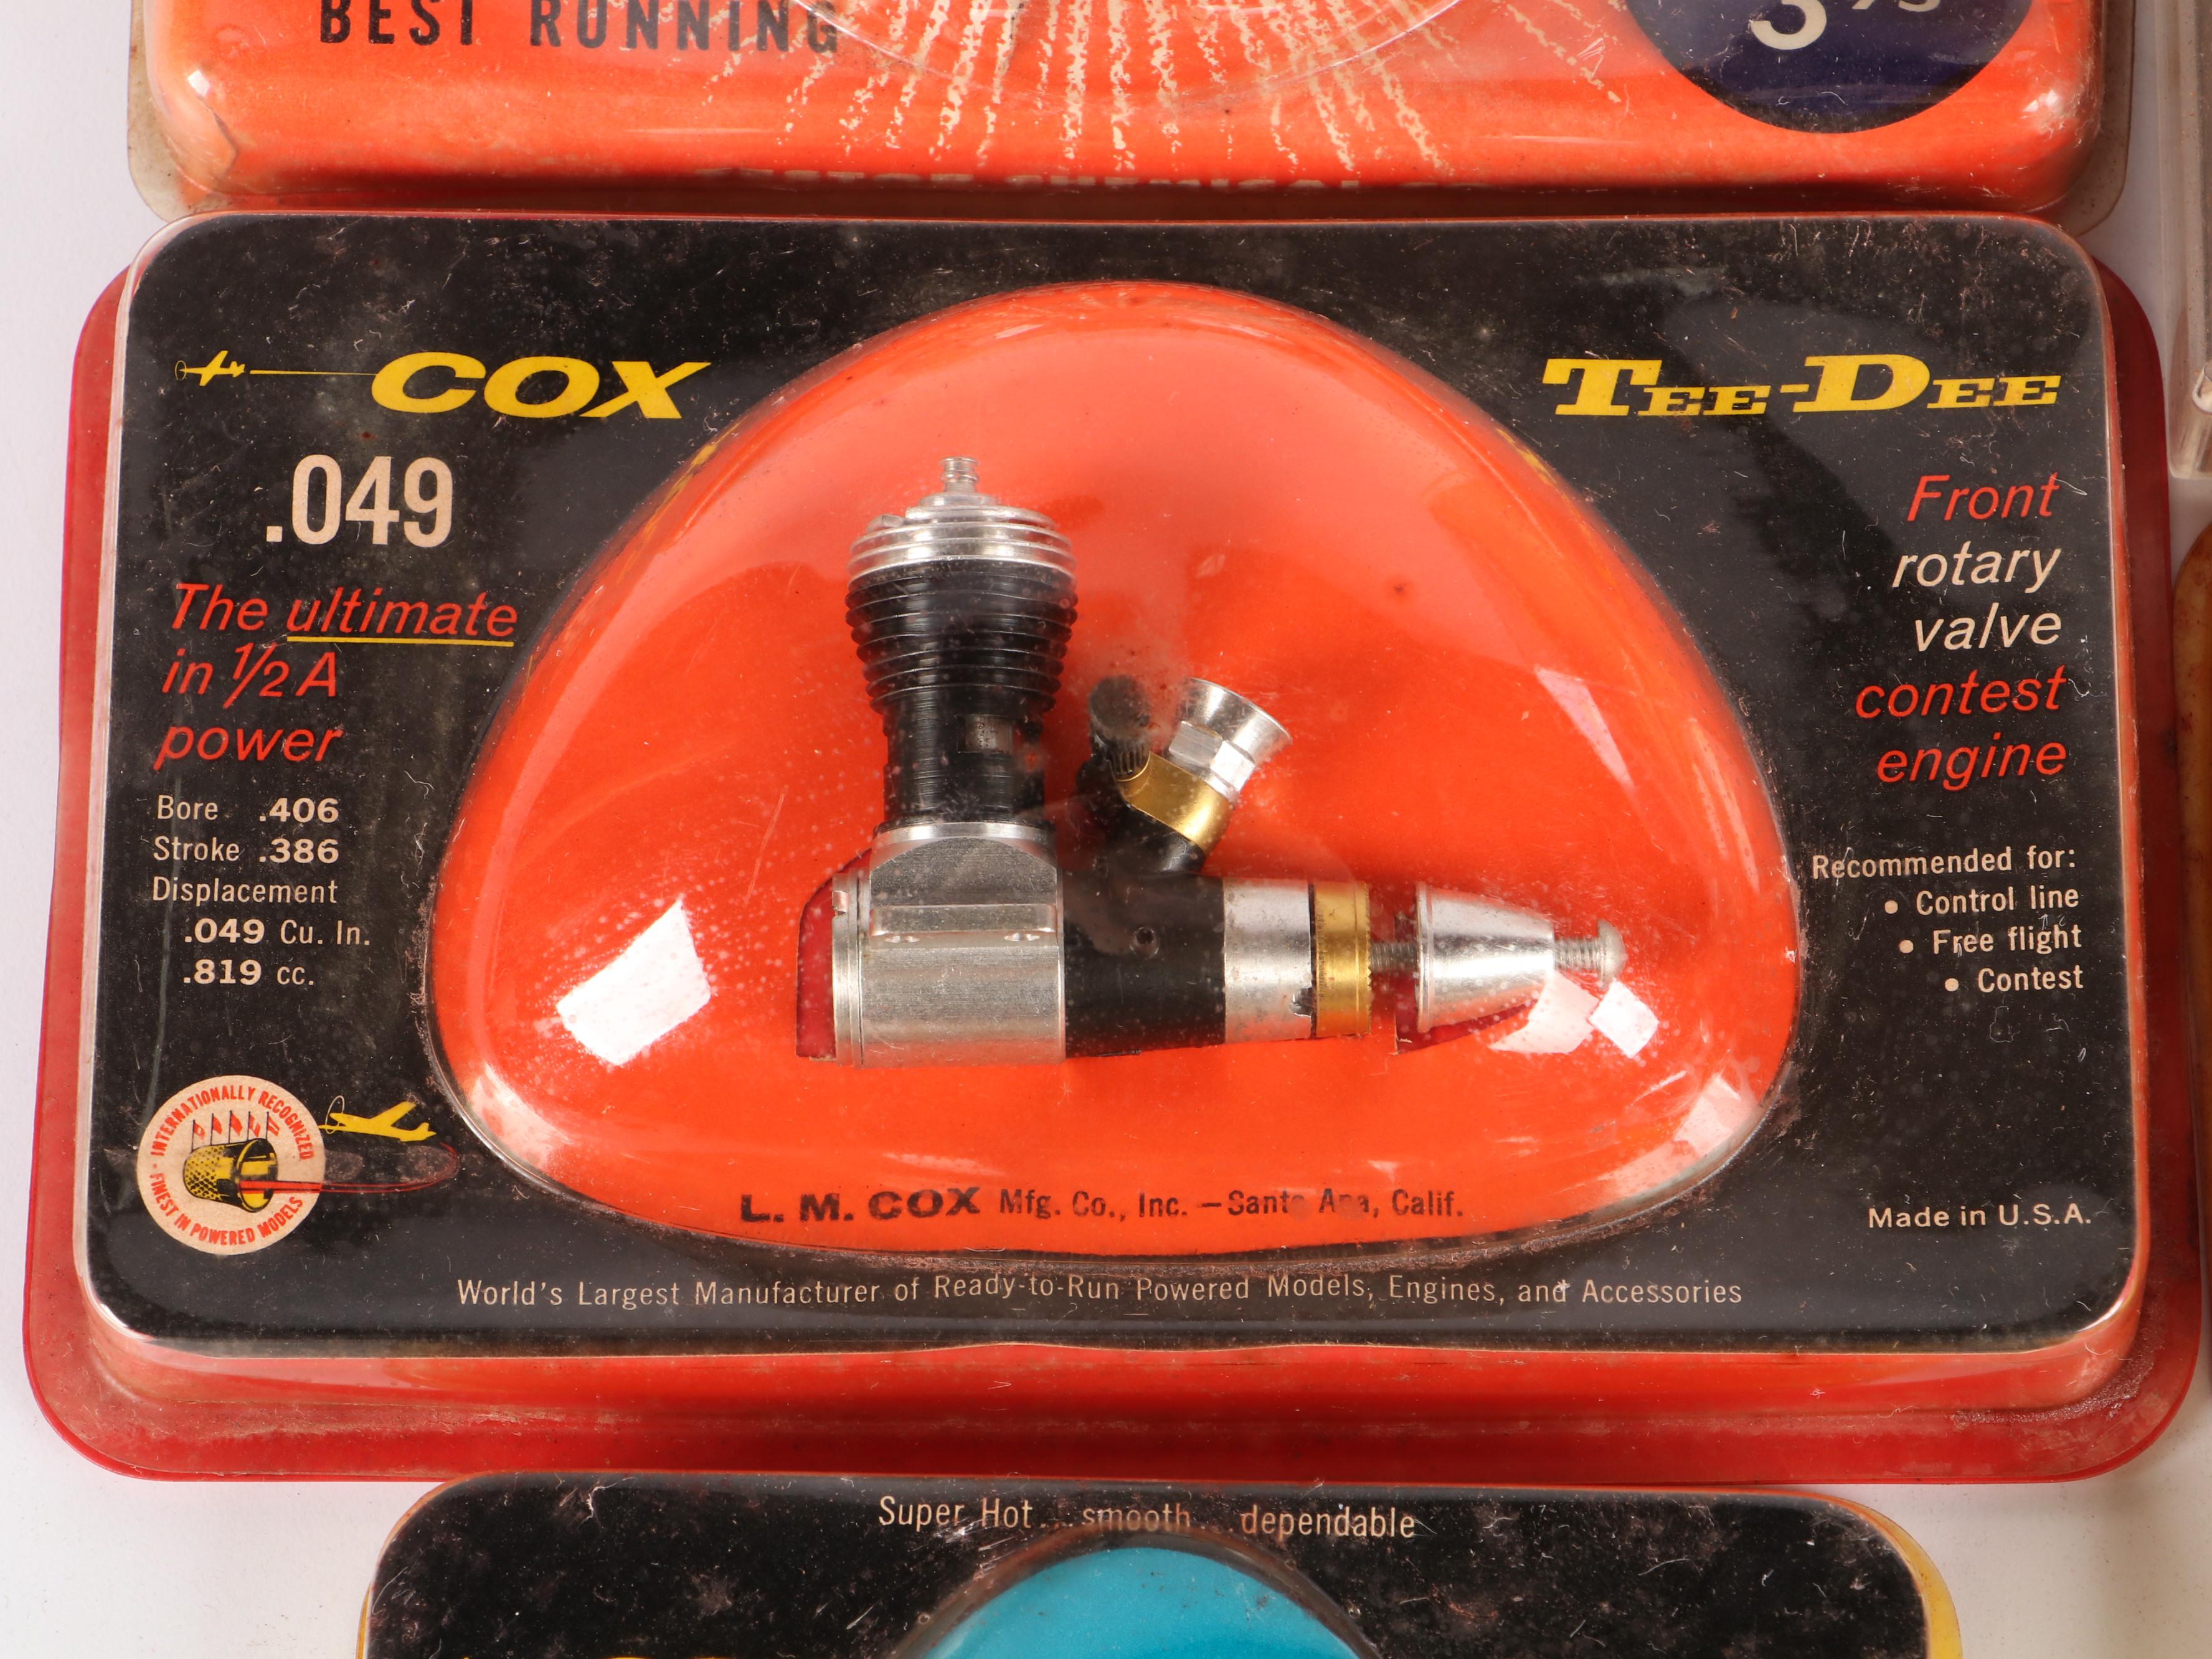 BEST RUNNING
COX
.049
The ultimate
in 1/2 A
power
Bore .406
Stroke .386
Displacement
.049 Cu. In.
.819 cc.
INTERNATIONALLY RECOGNIZED
FINEST IN POWERED MODELS
TEE-DEE
Front
rotary
valve
contest
engine
Recommended for:
• Control line
• Free flight
• Contest
L. M. COX Mfg. Co., Inc. — Santa Ana, Calif.
Made in U.S.A.
World's Largest Manufacturer of Ready-to-Run Powered Models, Engines, and Accessories
Super Hot... smooth... dependable